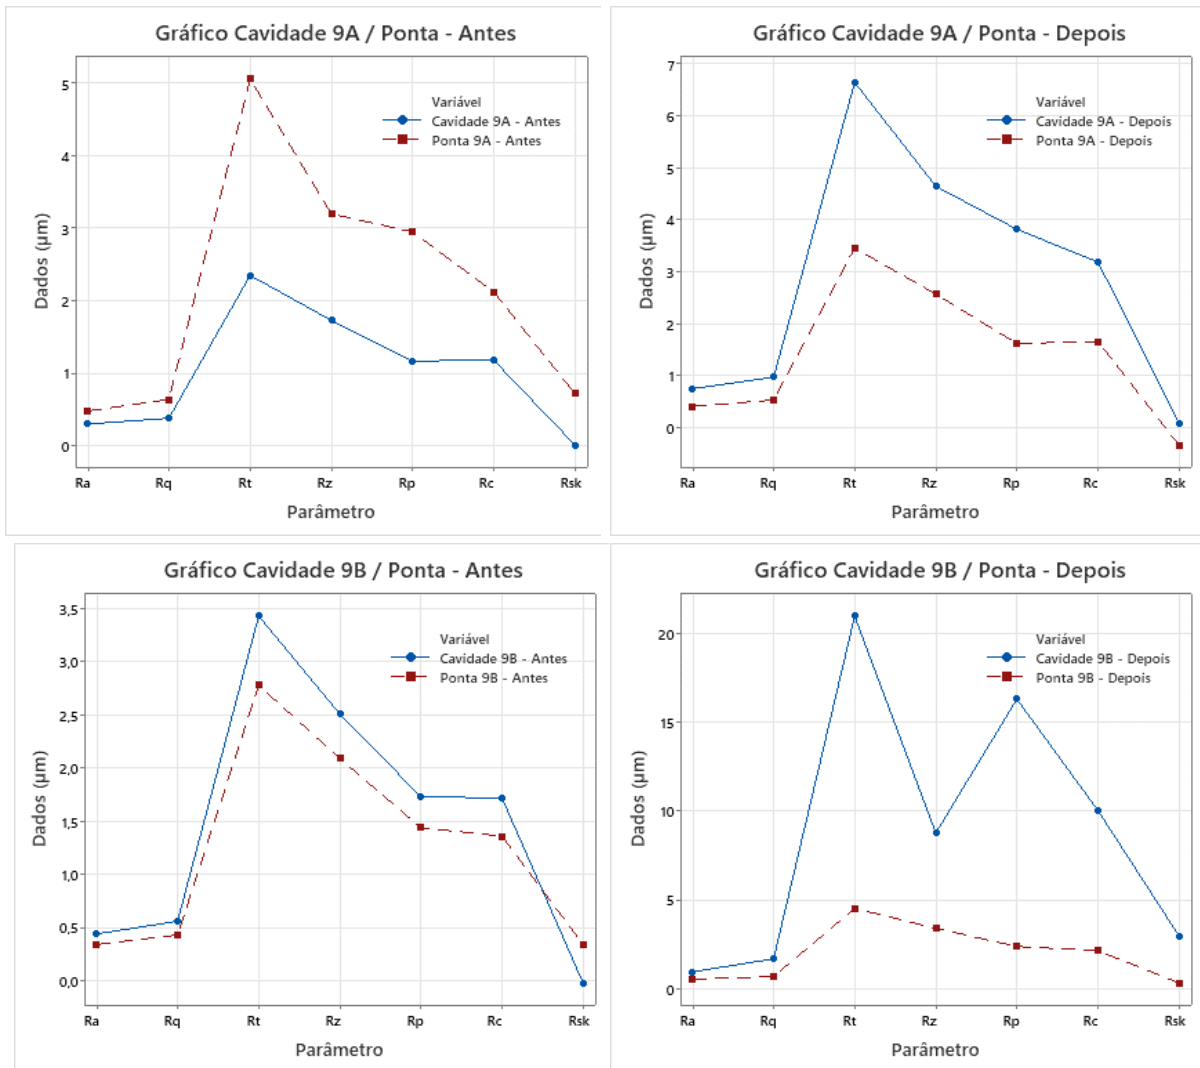 Gráfico Cavidade 9A / Ponta - Antes
Dados (µm)
5
4
3
2
1
0
Variável
Cavidade 9A - Antes
Ponta 9A - Antes
Ra Rq Rt Rz Rp Rc Rsk
Parâmetro
Gráfico Cavidade 9A / Ponta - Depois
Dados (µm)
7
6
5
4
3
2
1
0
Variável
Cavidade 9A - Depois
Ponta 9A - Depois
Ra Rq Rt Rz Rp Rc Rsk
Parâmetro
Gráfico Cavidade 9B / Ponta - Antes
Dados (µm)
3,5
3,0
2,5
2,0
1,5
1,0
0,5
0,0
Variável
Cavidade 9B - Antes
Ponta 9B - Antes
Ra Rq Rt Rz Rp Rc Rsk
Parâmetro
Gráfico Cavidade 9B / Ponta - Depois
Dados (µm)
20
15
10
5
0
Variável
Cavidade 9B - Depois
Ponta 9B - Depois
Ra Rq Rt Rz Rp Rc Rsk
Parâmetro